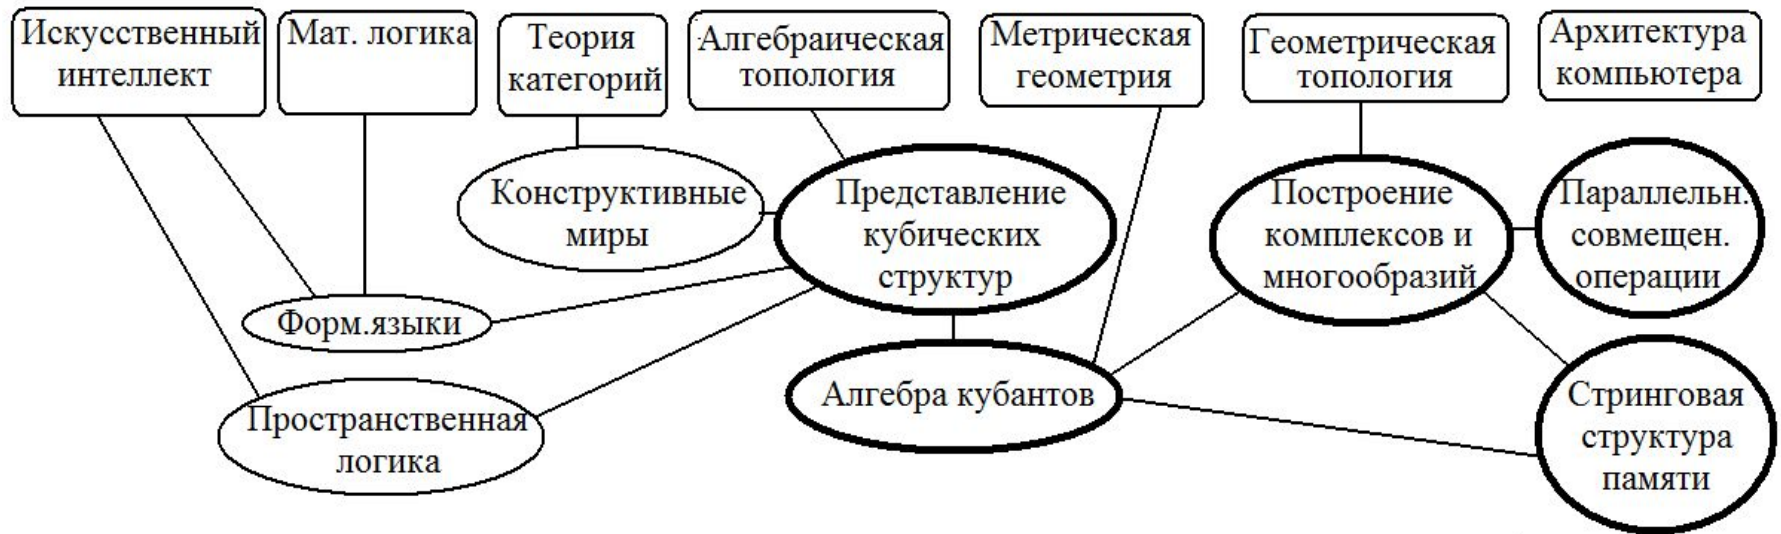 Искусственный
интеллект
Мат. логика
Теория
категорий
Алгебраическая
топология
Метрическая
геометрия
Геометрическая
топология
Архитектура
компьютера
Конструктивные
миры
Представление
кубических
структур
Построение
комплексов и
многообразий
Параллельн.
совмещен.
операции
Форм.языки
Пространственная
логика
Алгебра кубантов
Стринговая
структура
памяти